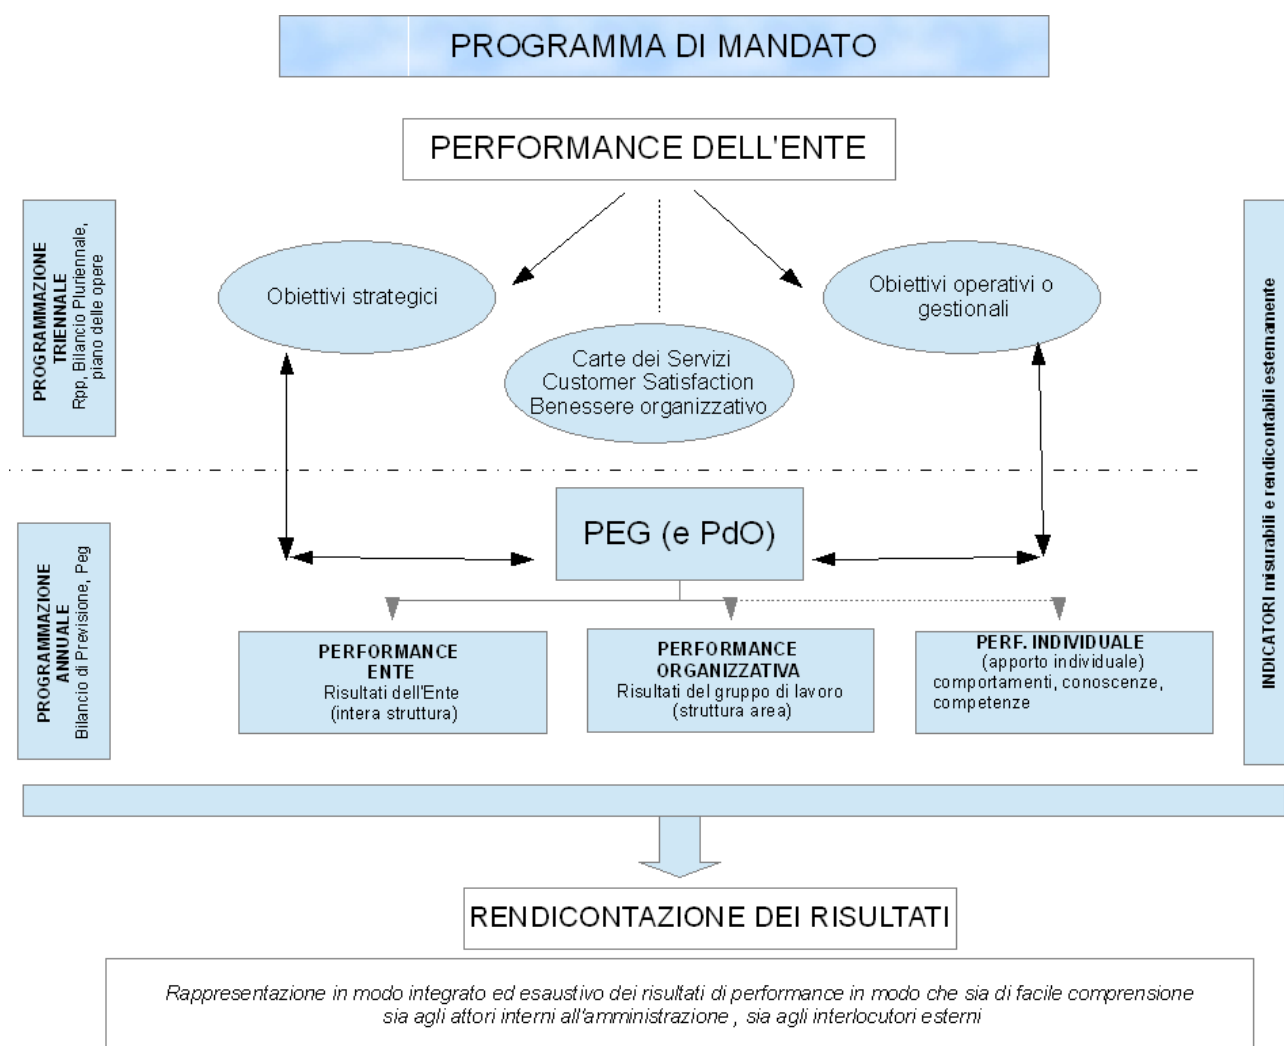 PROGRAMMA DI MANDATO
PERFORMANCE DELL'ENTE
PROGRAMMAZIONE
TRIENNALE
Rpp, Bilancio Pluriennale,
piano delle opere
Obiettivi strategici
Obiettivi operativi o
gestionali
Carte dei Servizi
Customer Satisfaction
Benessere organizzativo
INDICATORI misurabili e rendicontabili esternamente
PROGRAMMAZIONE
ANNUALE
Bilancio di Previsione, Peg
PEG (e PdO)
PERFORMANCE
ENTE
Risultati dell'Ente
(intera struttura)
PERFORMANCE
ORGANIZZATIVA
Risultati del gruppo di lavoro
(struttura area)
PERF. INDIVIDUALE
(apporto individuale)
comportamenti, conoscenze,
competenze
RENDICONTAZIONE DEI RISULTATI
Rappresentazione in modo integrato ed esaustivo dei risultati di performance in modo che sia di facile comprensione
sia agli attori interni all'amministrazione , sia agli interlocutori esterni